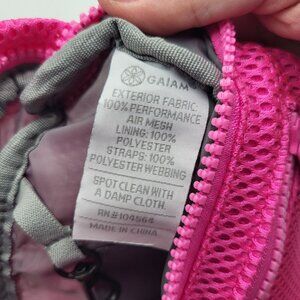 GAIAM
EXTERIOR FABRIC:
100% PERFORMANCE
AIR MESH
LINING: 100%
POLYESTER
STRAPS: 100%
POLYESTER WEBBING
SPOT CLEAN WITH
A DAMP CLOTH.
RN#104564
MADE IN CHINA